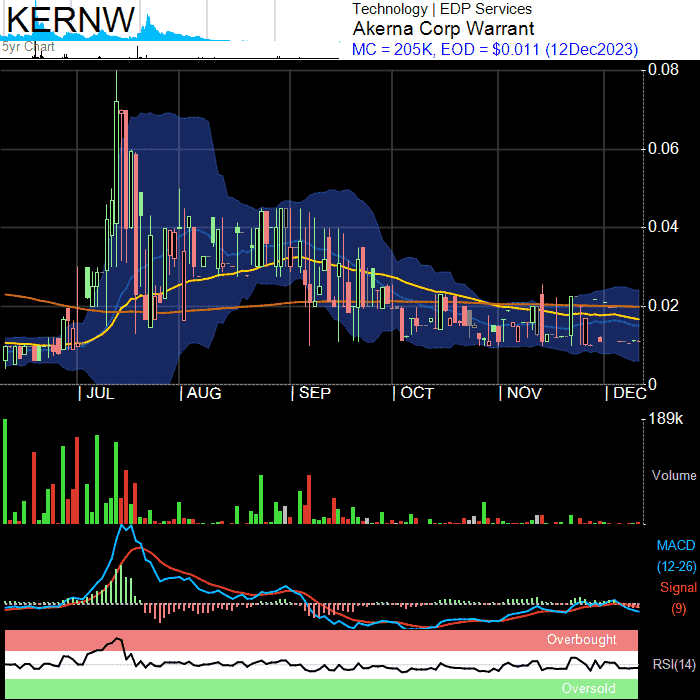 KERNW
5yr Chart
Technology | EDP Services
Akerna Corp Warrant
MC = 205K, EOD = $0.011 (12Dec2023)
0.08
0.06
0.04
0.02
0
JUL AUG SEP OCT NOV DEC
189k
Volume
MACD
(12-26)
Signal
(9)
Overbought
RSI(14)
Oversold